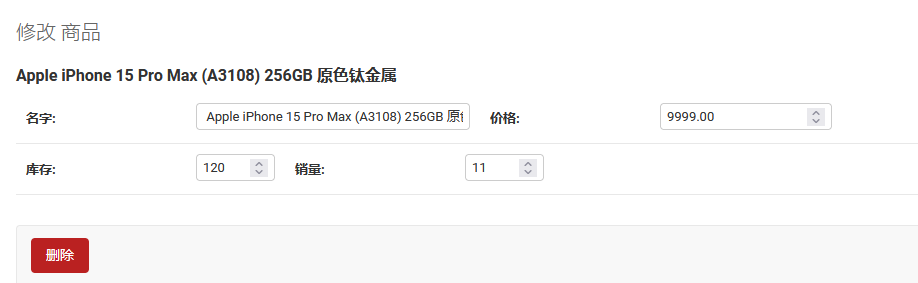 修改 商品
Apple iPhone 15 Pro Max (A3108) 256GB 原色钛金属
名字: Apple iPhone 15 Pro Max (A3108) 256GB 原 价格: 9999.00
库存: 120 销量: 11
删除